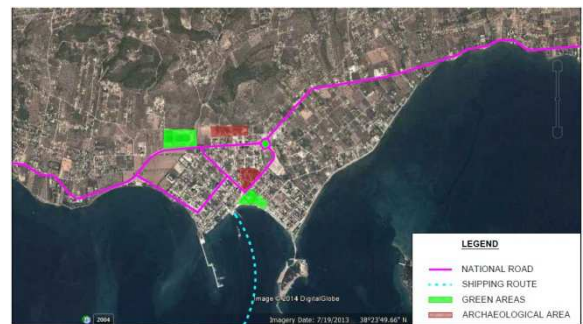 LEGEND
NATIONAL ROAD
SHIPPING ROUTE
GREEN AREAS
ARCHAEOLOGICAL AREA
Image © 2014 DigitalGlobe
2004
Imagery Date: 7/19/2013 38°23'49.66" N